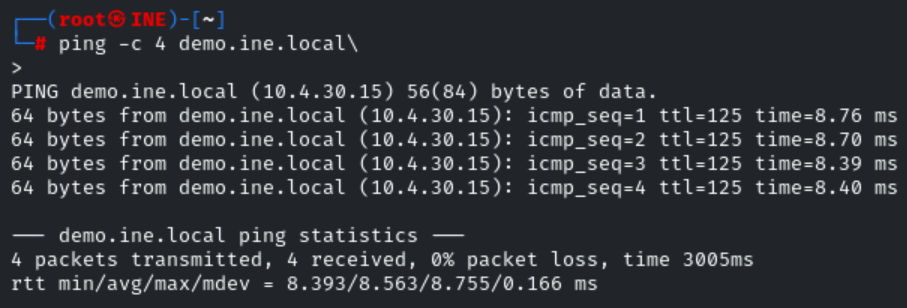 ┌──(root㉿INE)-[~]
└─# ping -c 4 demo.ine.local\
>
PING demo.ine.local (10.4.30.15) 56(84) bytes of data.
64 bytes from demo.ine.local (10.4.30.15): icmp_seq=1 ttl=125 time=8.76 ms
64 bytes from demo.ine.local (10.4.30.15): icmp_seq=2 ttl=125 time=8.70 ms
64 bytes from demo.ine.local (10.4.30.15): icmp_seq=3 ttl=125 time=8.39 ms
64 bytes from demo.ine.local (10.4.30.15): icmp_seq=4 ttl=125 time=8.40 ms
--- demo.ine.local ping statistics ---
4 packets transmitted, 4 received, 0% packet loss, time 3005ms
rtt min/avg/max/mdev = 8.393/8.563/8.755/0.166 ms